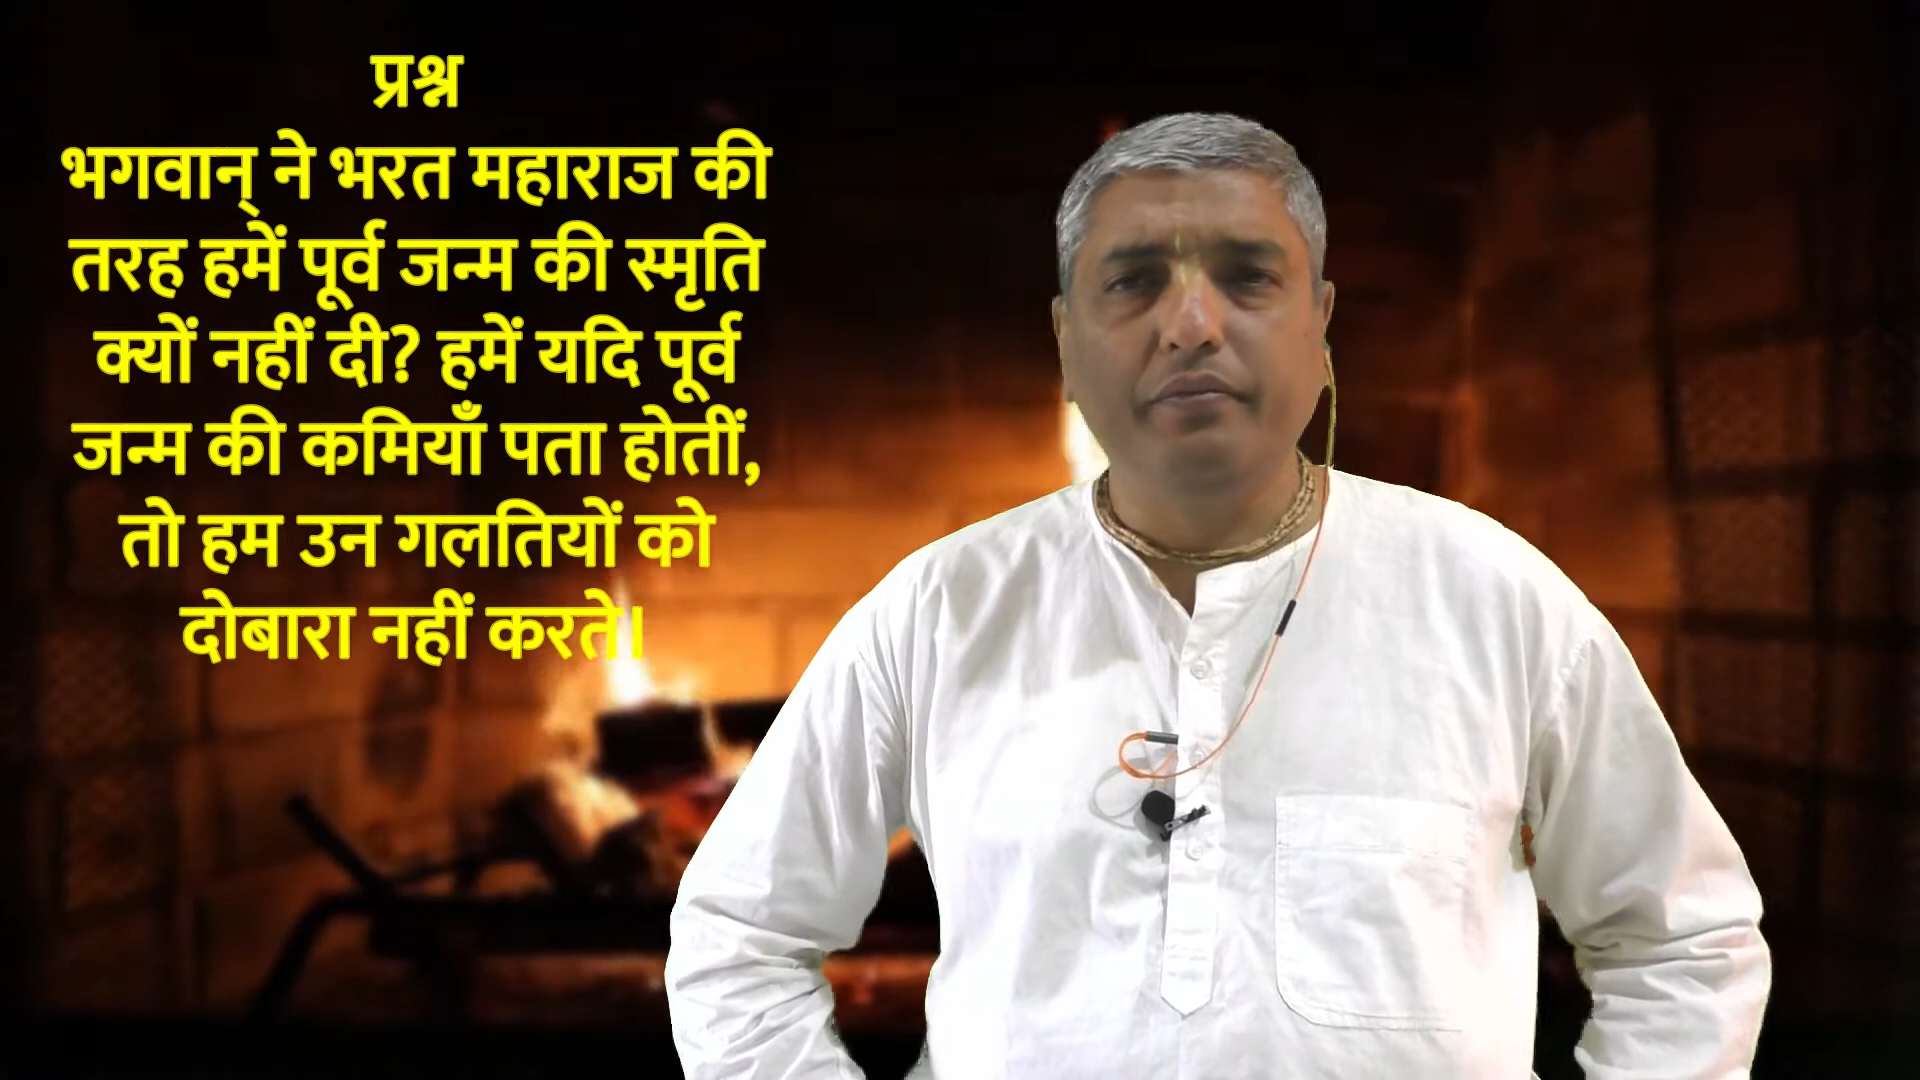 प्रश्न
भगवान् ने भरत महाराज की
तरह हमें पूर्व जन्म की स्मृति
क्यों नहीं दी? हमें यदि पूर्व
जन्म की कमियाँ पता होतीं,
तो हम उन गलतियों को
दोबारा नहीं करते।